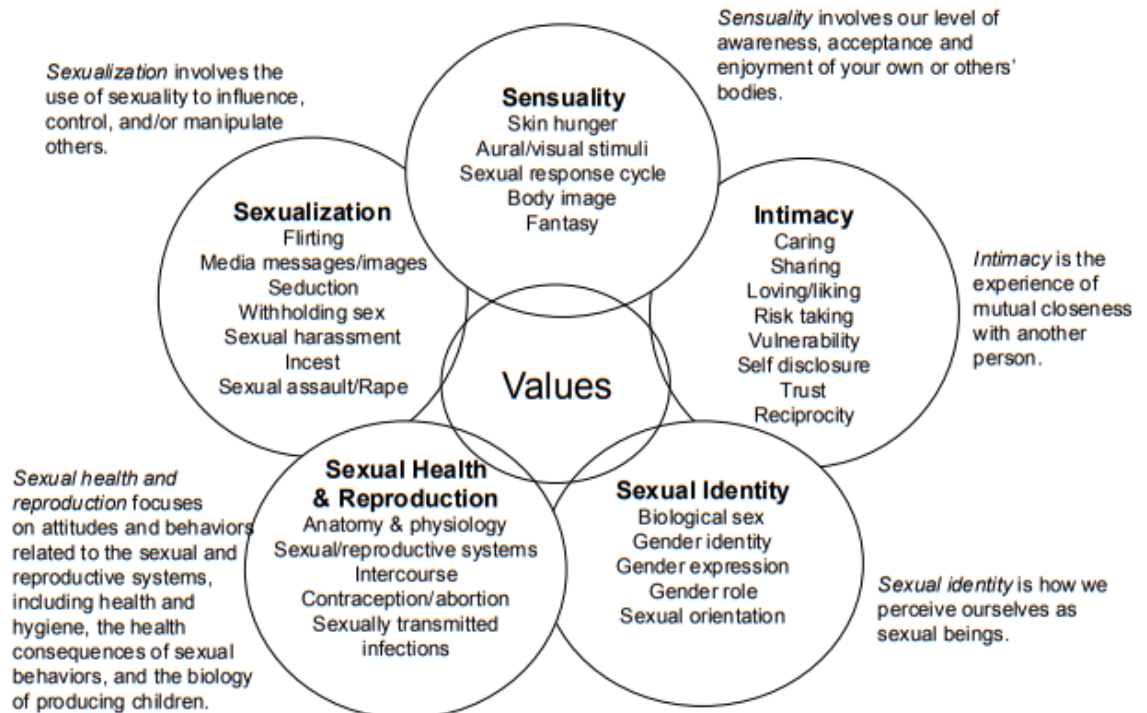 Sensuality involves our level of
awareness, acceptance and
enjoyment of your own or others'
bodies.
Sexualization involves the
use of sexuality to influence,
control, and/or manipulate
others.
Sensuality
Skin hunger
Aural/visual stimuli
Sexual response cycle
Body image
Fantasy
Sexualization
Flirting
Media messages/images
Seduction
Withholding sex
Sexual harassment
Incest
Sexual assault/Rape
Intimacy
Caring
Sharing
Loving/liking
Risk taking
Vulnerability
Self disclosure
Trust
Reciprocity
Intimacy is the
experience of
mutual closeness
with another
person.
Values
Sexual health and
reproduction focuses
on attitudes and behaviors
related to the sexual and
reproductive systems,
including health and
hygiene, the health
consequences of sexual
behaviors, and the biology
of producing children.
Sexual Health
& Reproduction
Anatomy & physiology
Sexual/reproductive systems
Intercourse
Contraception/abortion
Sexually transmitted
infections
Sexual Identity
Biological sex
Gender identity
Gender expression
Gender role
Sexual orientation
Sexual identity is how we
perceive ourselves as
sexual beings.